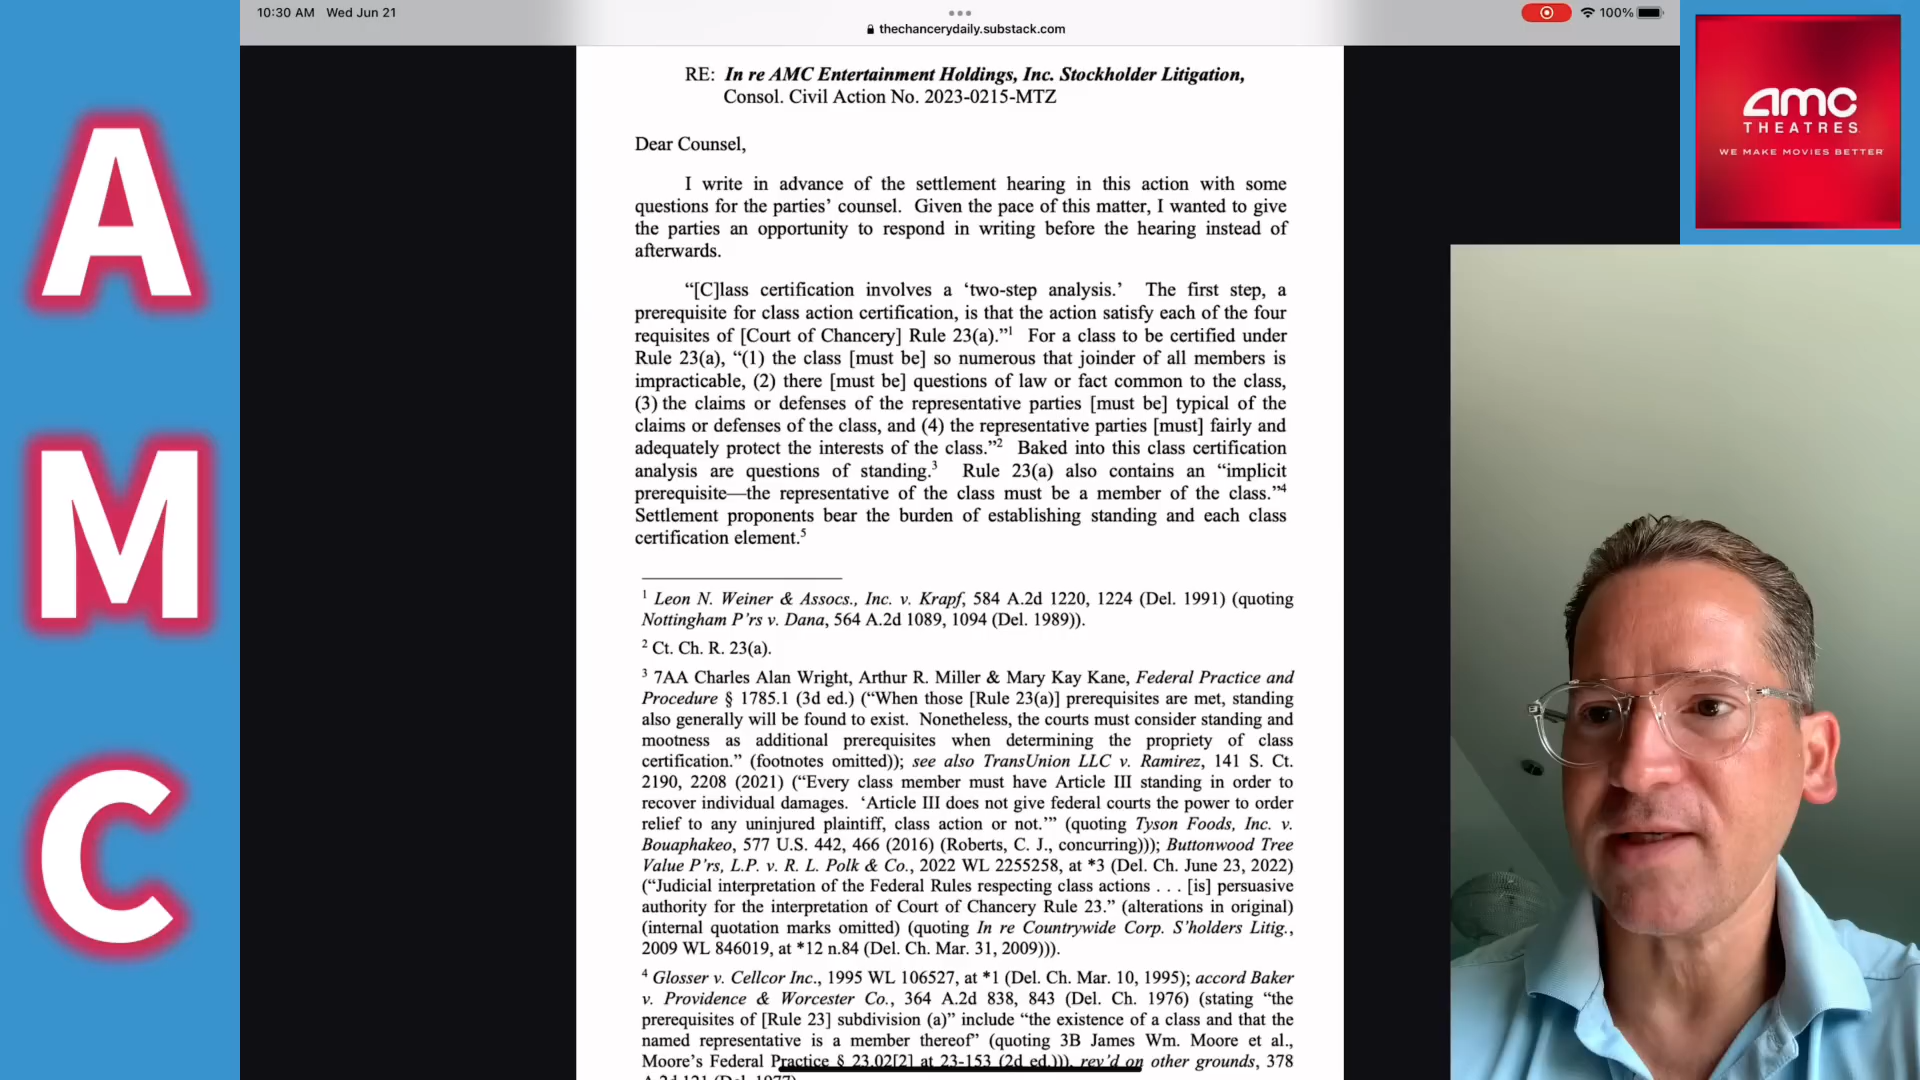 10:30 AM Wed Jun 21
thechancerydaily.substack.com
100%
A
M
C
amc
THEATRES
WE MAKE MOVIES BETTER
RE: In re AMC Entertainment Holdings, Inc. Stockholder Litigation,
Consol. Civil Action No. 2023-0215-MTZ
Dear Counsel,
I write in advance of the settlement hearing in this action with some
questions for the parties’ counsel. Given the pace of this matter, I wanted to give
the parties an opportunity to respond in writing before the hearing instead of
afterwards.
“[C]lass certification involves a ‘two-step analysis.’ The first step, a
prerequisite for class action certification, is that the action satisfy each of the four
requisites of [Court of Chancery] Rule 23(a).”1 For a class to be certified under
Rule 23(a), “(1) the class [must be] so numerous that joinder of all members is
impracticable, (2) there [must be] questions of law or fact common to the class,
(3) the claims or defenses of the representative parties [must be] typical of the
claims or defenses of the class, and (4) the representative parties [must] fairly and
adequately protect the interests of the class.”2 Baked into this class certification
analysis are questions of standing.3 Rule 23(a) also contains an “implicit
prerequisite—the representative of the class must be a member of the class.”4
Settlement proponents bear the burden of establishing standing and each class
certification element.5
1 Leon N. Weiner & Assocs., Inc. v. Krapf, 584 A.2d 1220, 1224 (Del. 1991) (quoting
Nottingham P’rs v. Dana, 564 A.2d 1089, 1094 (Del. 1989)).
2 Ct. Ch. R. 23(a).
3 7AA Charles Alan Wright, Arthur R. Miller & Mary Kay Kane, Federal Practice and
Procedure § 1785.1 (3d ed.) (“When those [Rule 23(a)] prerequisites are met, standing
also generally will be found to exist. Nonetheless, the courts must consider standing and
mootness as additional prerequisites when determining the propriety of class
certification.” (footnotes omitted)); see also TransUnion LLC v. Ramirez, 141 S. Ct.
2190, 2208 (2021) (“Every class member must have Article III standing in order to
recover individual damages. ‘Article III does not give federal courts the power to order
relief to any uninjured plaintiff, class action or not.’” (quoting Tyson Foods, Inc. v.
Bouaphakeo, 577 U.S. 442, 466 (2016) (Roberts, C. J., concurring))); Buttonwood Tree
Value P’rs, L.P. v. R. L. Polk & Co., 2022 WL 2255258, at *3 (Del. Ch. June 23, 2022)
(“Judicial interpretation of the Federal Rules respecting class actions . . . [is] persuasive
authority for the interpretation of Court of Chancery Rule 23.” (alterations in original)
(internal quotation marks omitted) (quoting In re Countrywide Corp. S’holders Litig.,
2009 WL 846019, at *12 n.84 (Del. Ch. Mar. 31, 2009))).
4 Glosser v. Cellcor Inc., 1995 WL 106527, at *1 (Del. Ch. Mar. 10, 1995); accord Baker
v. Providence & Worcester Co., 364 A.2d 838, 843 (Del. Ch. 1976) (stating “the
prerequisites of [Rule 23] subdivision (a)” include “the existence of a class and that the
named representative is a member thereof” (quoting 3B James Wm. Moore et al.,
Moore’s Federal Practice § 23.02[2] at 23-153 (2d ed.))), rev’d on other grounds, 378
A.2d 121 (Del. 1977).